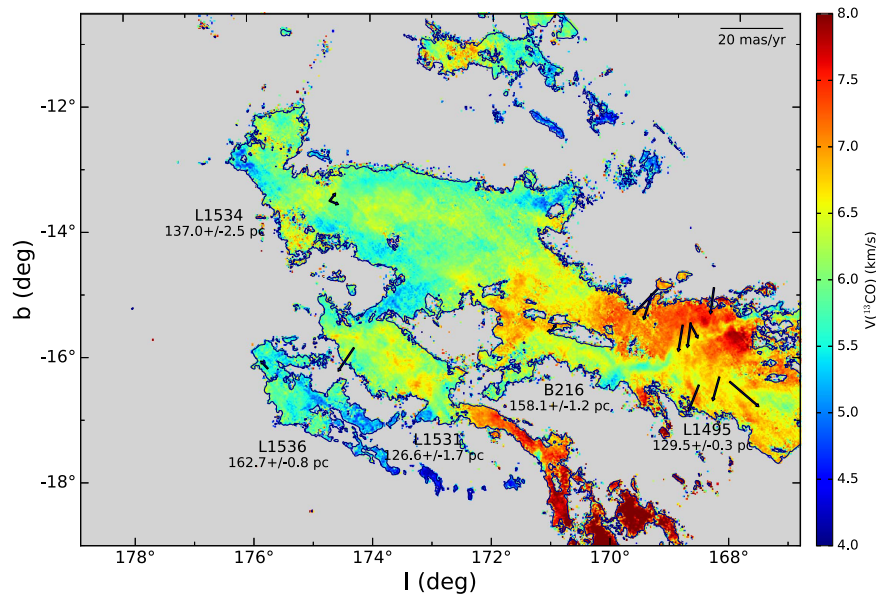 20 mas/yr
8.0
7.5
-12°
7.0
L1534
137.0+/-2.5 pc
-14°
6.5
b (deg)
V(¹³CO) (km/s)
6.0
-16°
5.5
B216
158.1+/-1.2 pc
L1495
129.5+/-0.3 pc
5.0
L1531
126.6+/-1.7 pc
L1536
162.7+/-0.8 pc
-18°
4.5
4.0
178 176 174 172 170 168
l (deg)